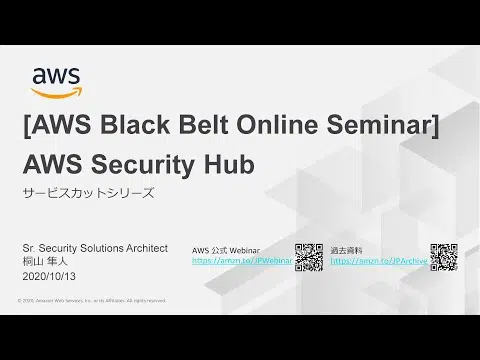 aws
[AWS Black Belt Online Seminar]
AWS Security Hub
サービスカットシリーズ
Sr. Security Solutions Architect
桐山 隼人
2020/10/13
AWS 公式 Webinar
https://amzn.to/JPWebinar
過去資料
https://amzn.to/JPArchive
© 2020, Amazon Web Services, Inc. or its Affiliates. All rights reserved.